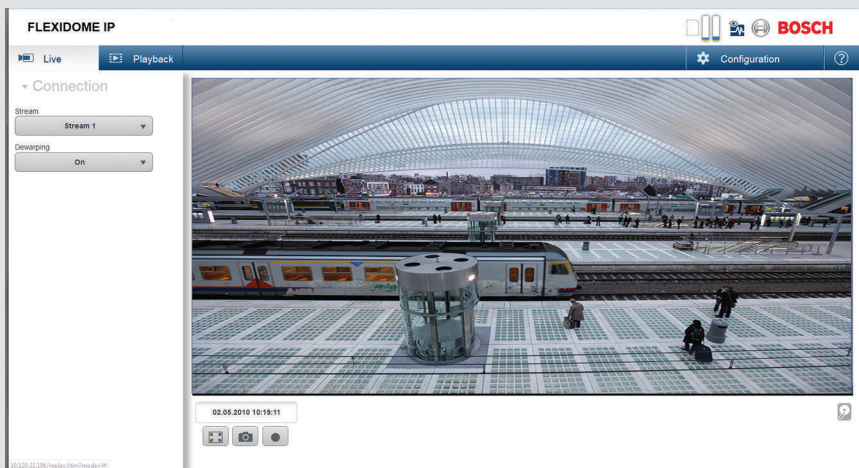 FLEXIDOME IP
BOSCH
Live
Playback
Configuration
?
Connection
Stream
Stream 1
Dewarping
On
02.05.2010 10:19:11